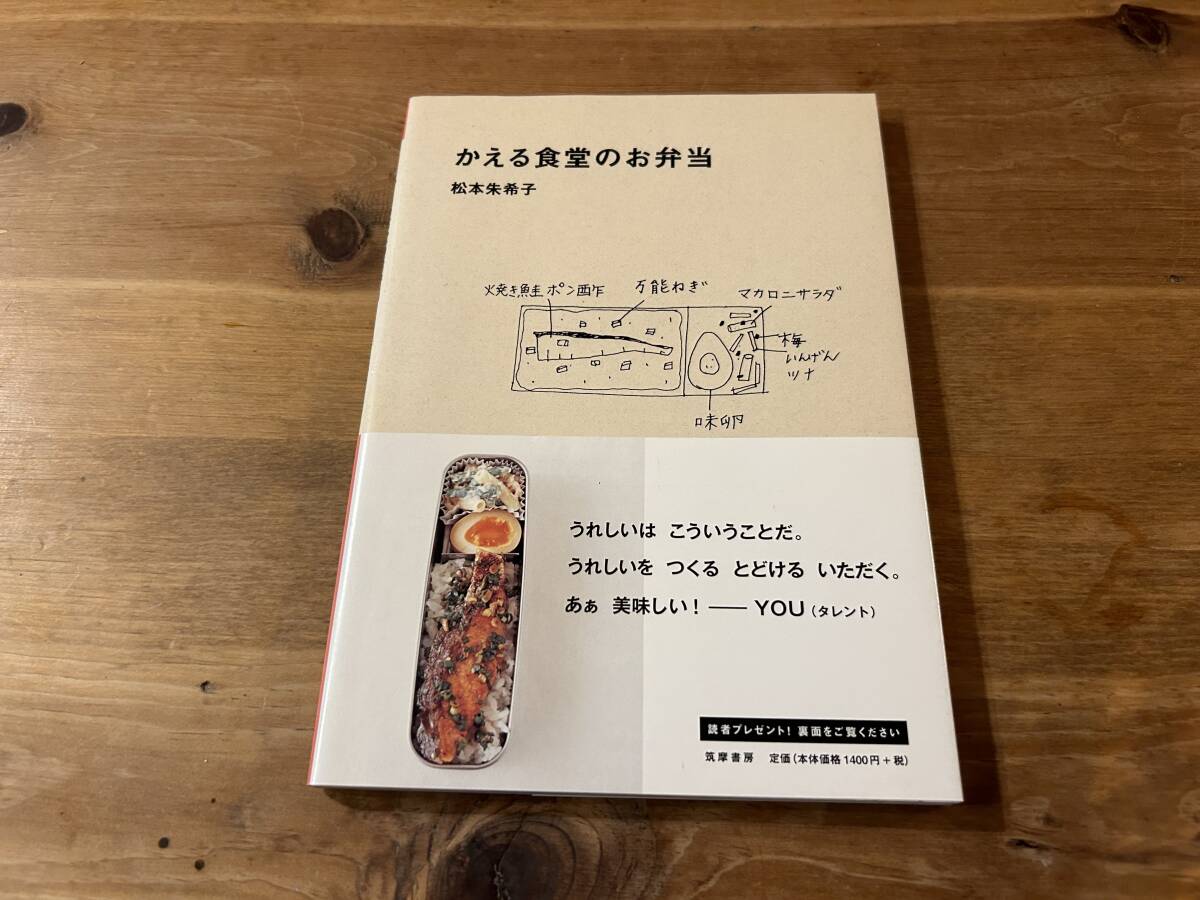 かえる食堂のお弁当
松本朱希子
焼き鮭 ポン酢
万能ねぎ
マカロニサラダ
梅
いんげん
ツナ
味卵
うれしいは こういうことだ。
うれしいを つくる とどける いただく。
あぁ 美味しい!── YOU(タレント)
読者プレゼント! 裏面をご覧ください
筑摩書房 定価(本体価格1400円+税)